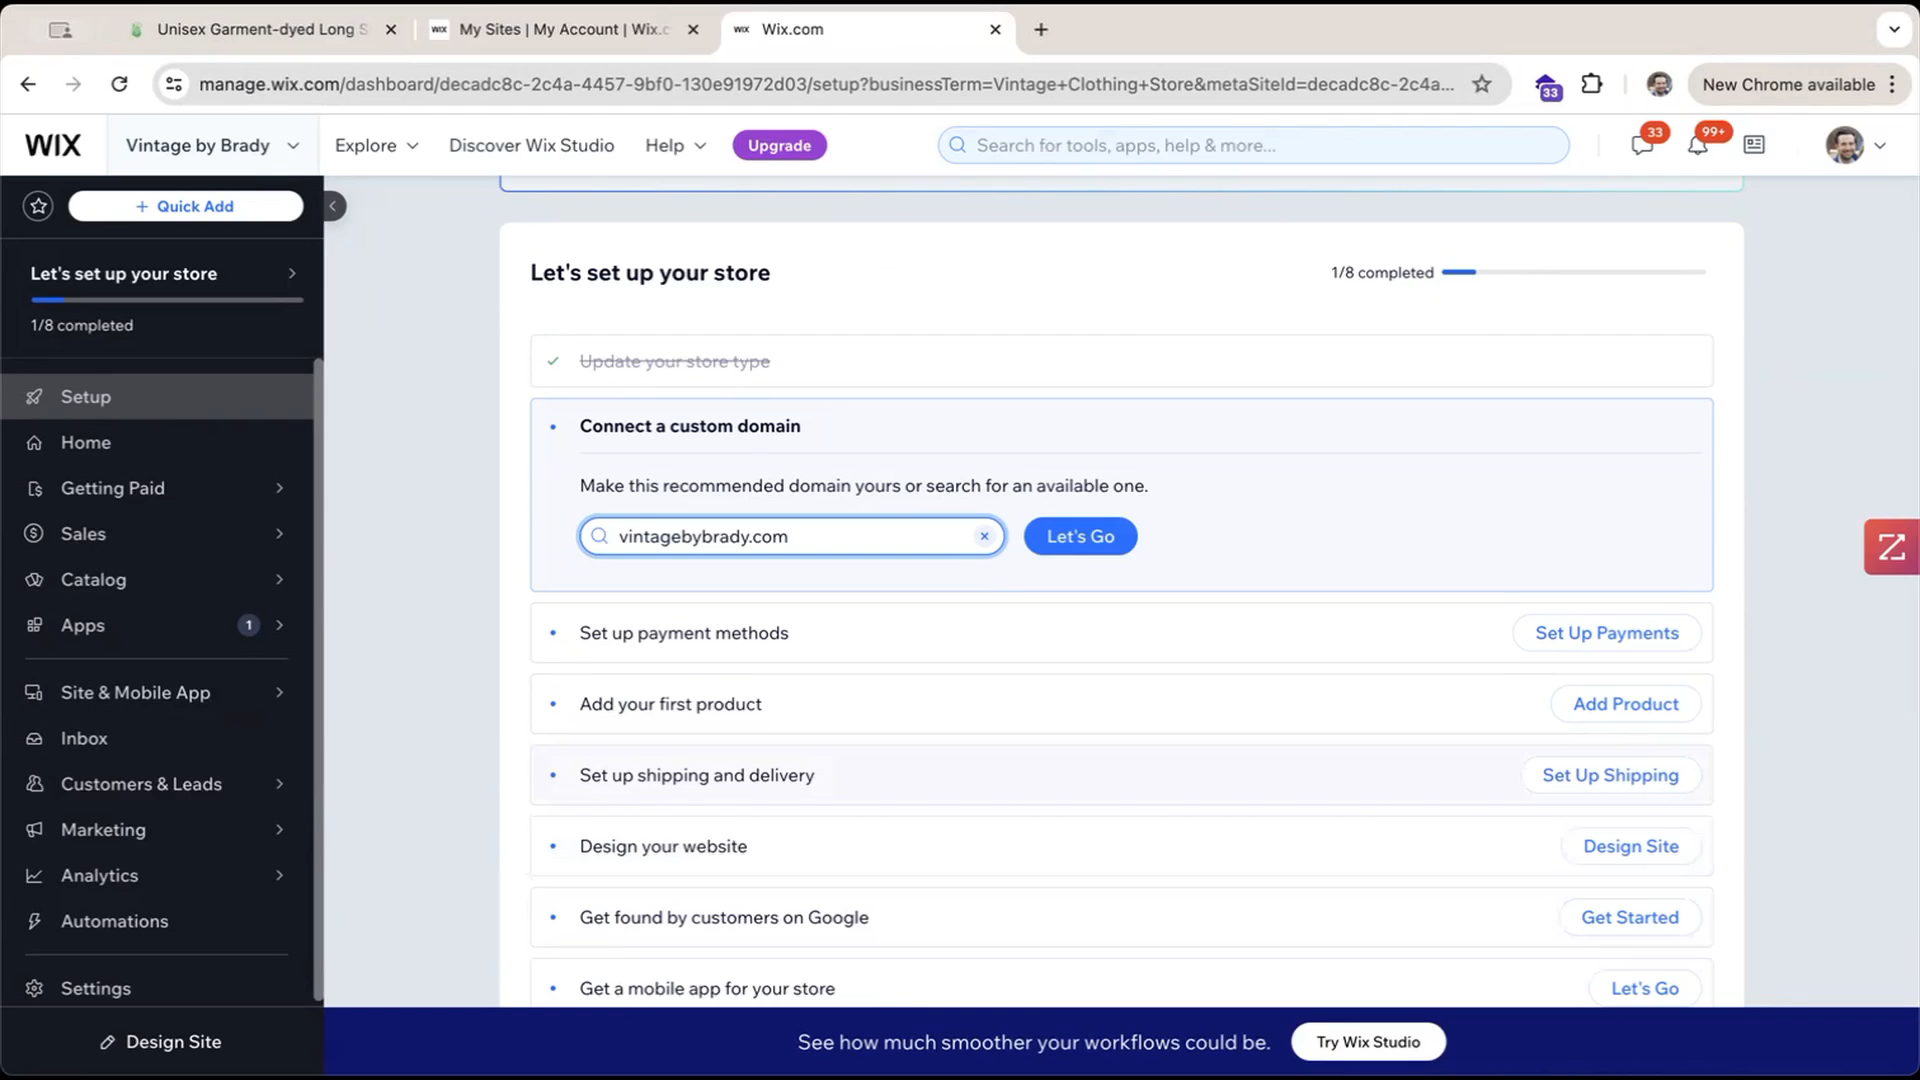 Unisex Garment-dyed Long S
WIX My Sites | My Account | Wix.c
WIX Wix.com
manage.wix.com/dashboard/decadc8c-2c4a-4457-9bf0-130e91972d03/setup?businessTerm=Vintage+Clothing+Store&metaSiteId=decadc8c-2c4a...
33
New Chrome available
WIX
Vintage by Brady
Explore
Discover Wix Studio
Help
Upgrade
Search for tools, apps, help & more...
33
99+
+ Quick Add
Let's set up your store
1/8 completed
Setup
Home
Getting Paid
Sales
Catalog
Apps 1
Site & Mobile App
Inbox
Customers & Leads
Marketing
Analytics
Automations
Settings
Design Site
Let's set up your store
1/8 completed
Update your store type
Connect a custom domain
Make this recommended domain yours or search for an available one.
vintagebybrady.com
Let's Go
Set up payment methods
Set Up Payments
Add your first product
Add Product
Set up shipping and delivery
Set Up Shipping
Design your website
Design Site
Get found by customers on Google
Get Started
Get a mobile app for your store
Let's Go
See how much smoother your workflows could be.
Try Wix Studio